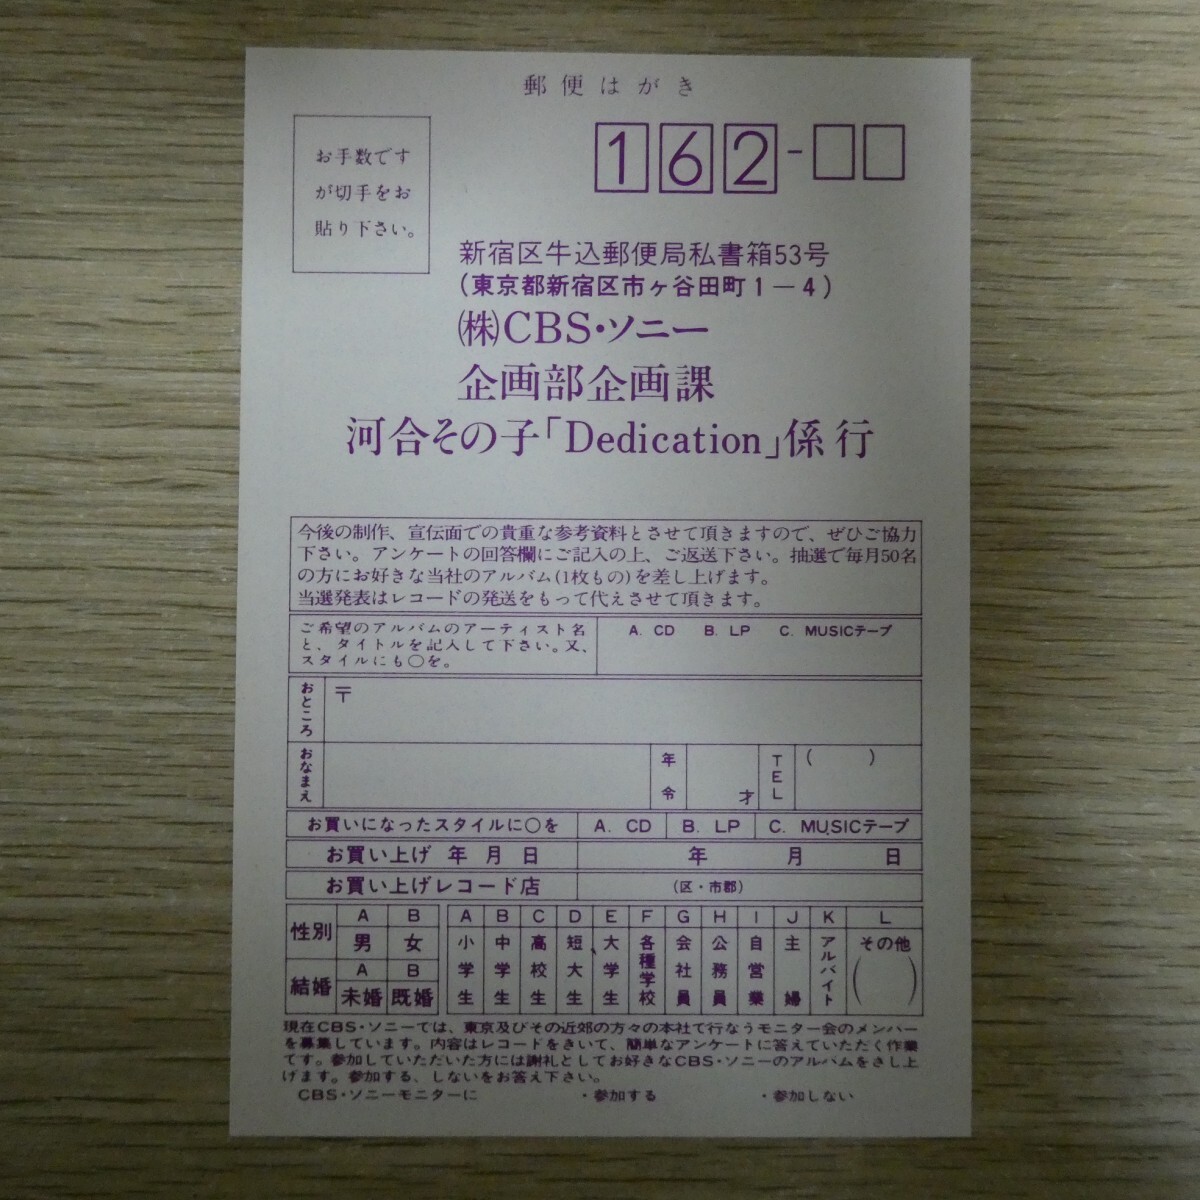 郵便はがき
お手数です
が切手をお
貼り下さい。
162-
新宿区牛込郵便局私書箱53号
(東京都新宿区市ヶ谷田町1-4)
(株)CBS・ソニー
企画部企画課
河合その子「Dedication」係 行
今後の制作、宣伝面での貴重な参考資料とさせて頂きますので、ぜひご協力
下さい。アンケートの回答欄にご記入の上、ご返送下さい。抽選で毎月50名
の方にお好きな当社のアルバム(1枚もの)を差し上げます。
当選発表はレコードの発送をもって代えさせて頂きます。
ご希望のアルバムのアーティスト名
と、タイトルを記入して下さい。又、
スタイルにも○を。
A. CD B. LP C. MUSICテープ
おところ
〒
おなまえ
年令
才
TEL
( )
お買いになったスタイルに○を A. CD B. LP C. MUSICテープ
お買い上げ 年 月 日 年 月 日
お買い上げレコード店 (区・市郡)
性別 A 男 B 女
結婚 A 未婚 B 既婚
A 小学生
B 中学生
C 高校生
D 短大生
E 大学生
F 各種学校
G 会社員
H 公務員
I 自営業
J 主婦
K アルバイト
L その他
( )
現在CBS・ソニーでは、東京及びその近郊の方々の本社で行なうモニター会のメンバー
を募集しています。内容はレコードをきいて、簡単なアンケートに答えていただく作業
です。参加していただいた方には謝礼としてお好きなCBS・ソニーのアルバムをさし上
げます。参加する、しないをお答え下さい。
CBS・ソニーモニターに ・参加する ・参加しない